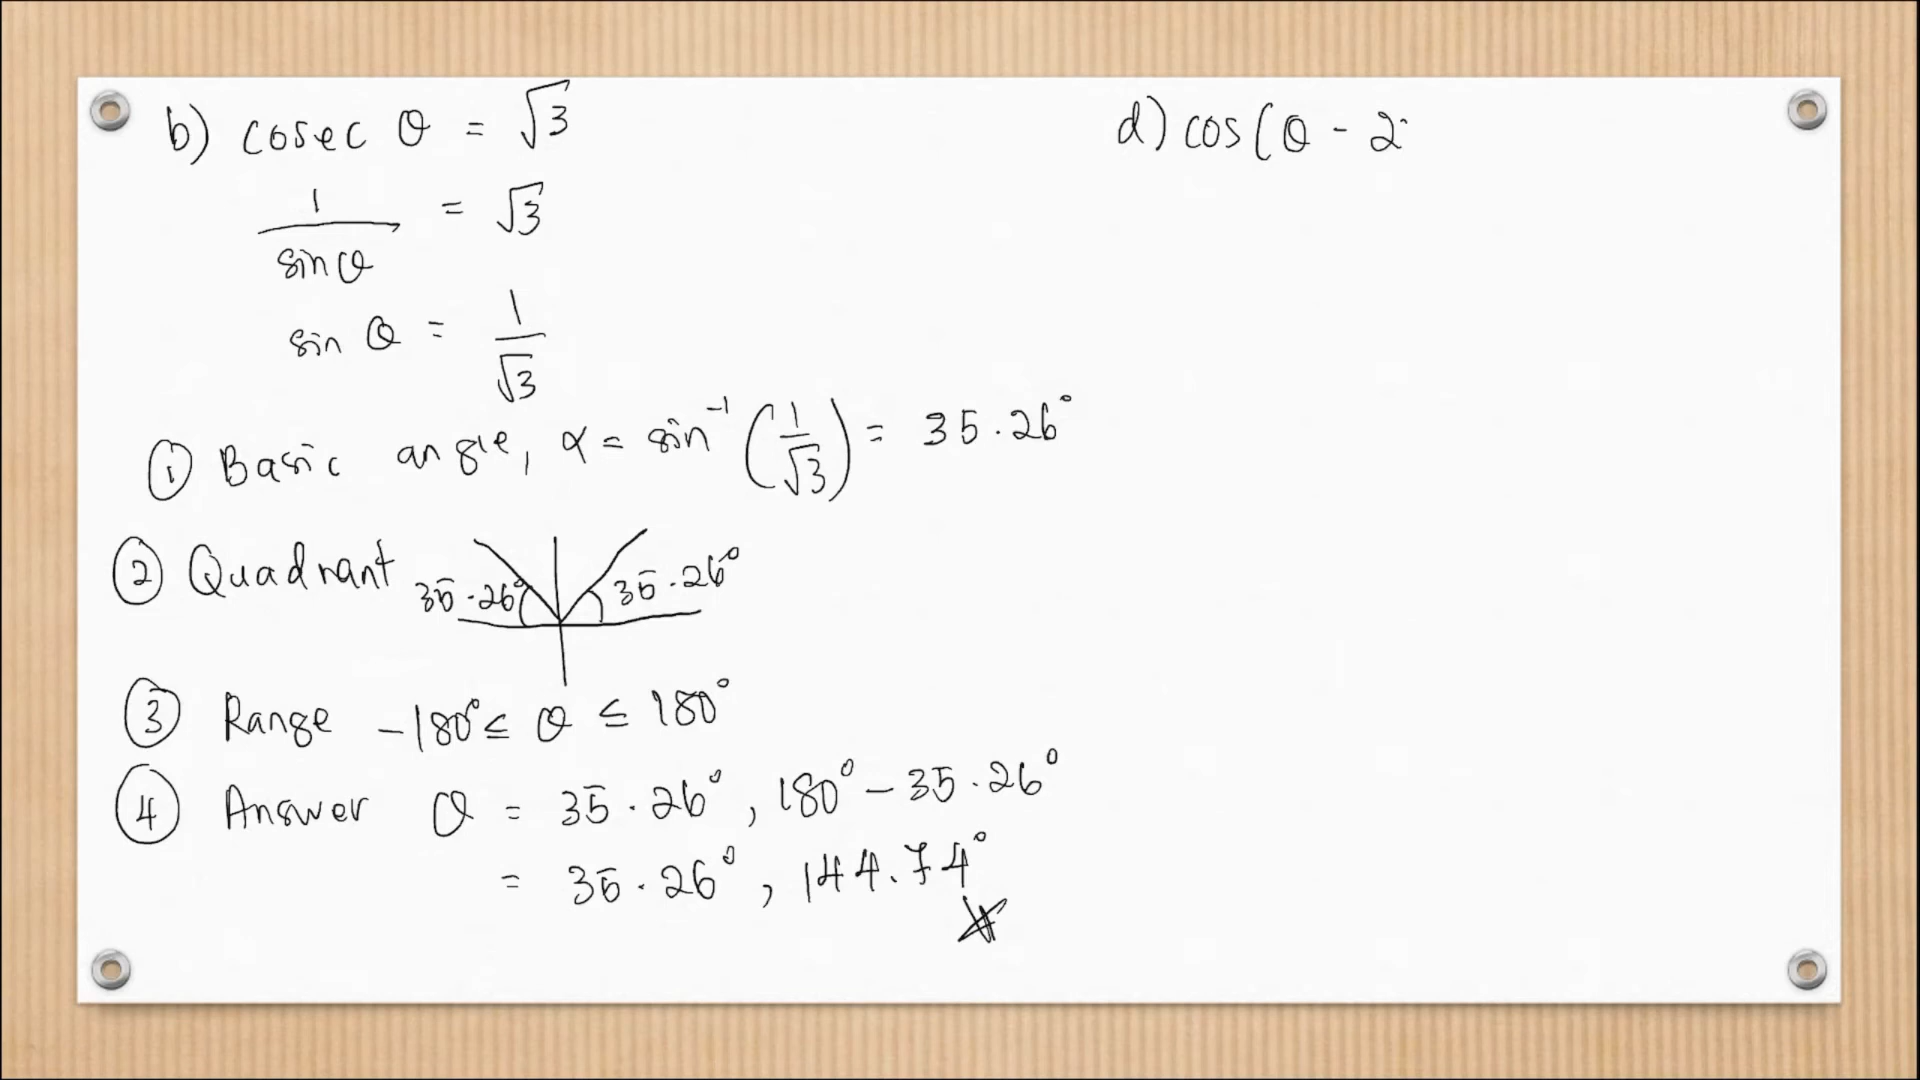 b) cosec θ = √3
1/sin θ = √3
sin θ = 1/√3
① Basic angle, α = sin⁻¹ (1/√3) = 35.26°
② Quadrant 35.26° 35.26°
③ Range -180° ≤ θ ≤ 180°
④ Answer θ = 35.26°, 180° - 35.26°
= 35.26°, 144.74°
d) cos(θ - 2